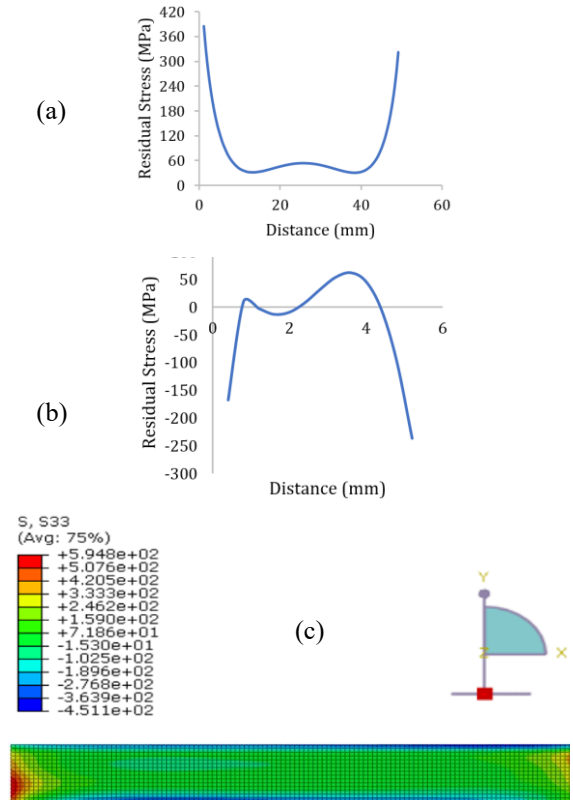 420
360
300
240
180
120
60
0
Residual Stress (MPa)
(a)
0 20 40 60
Distance (mm)
50
0
-50
-100
-150
-200
-250
-300
Residual Stress (MPa)
(b)
0 2 4 6
Distance (mm)
S, S33
(Avg: 75%)
+5.948e+02
+5.076e+02
+4.205e+02
+3.333e+02
+2.462e+02
+1.590e+02
+7.186e+01
-1.530e+01
-1.025e+02
-1.896e+02
-2.768e+02
-3.639e+02
-4.511e+02
(c)
Y
Z
X